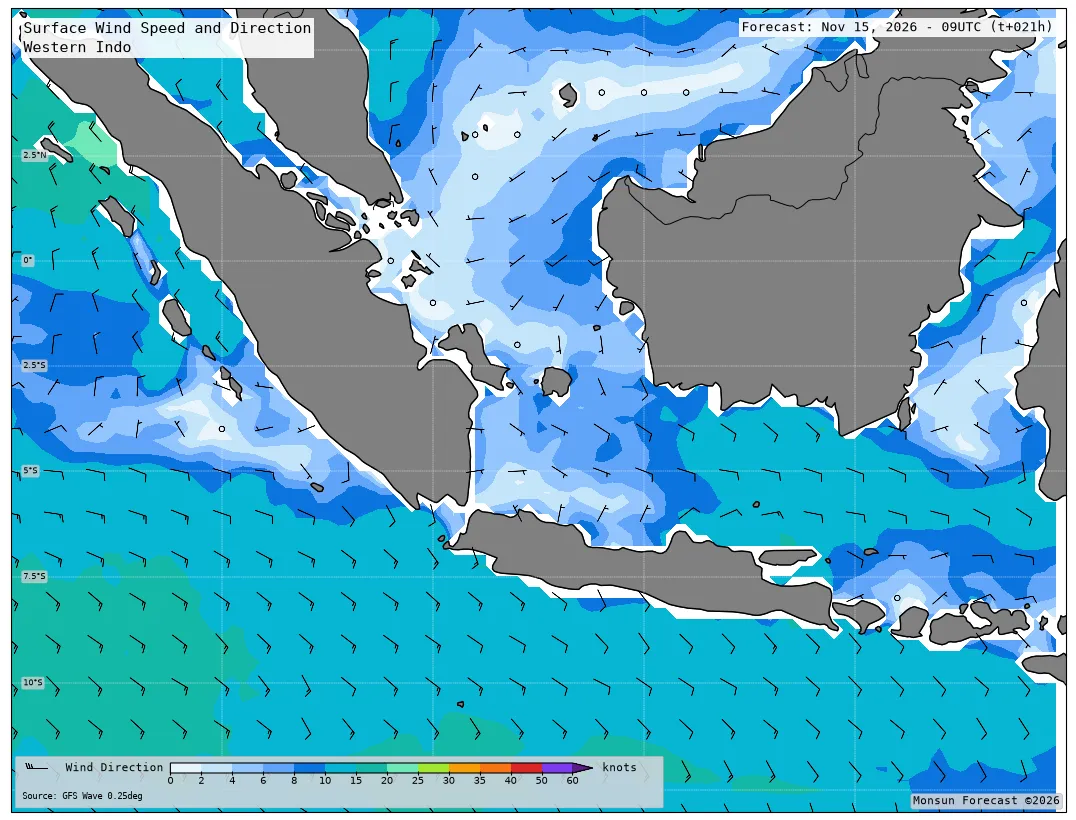 Surface Wind Speed and Direction
Western Indo
Forecast: Nov 15, 2026 - 09UTC (t+021h)
2.5°N
0°
2.5°S
5°S
7.5°S
10°S
Wind Direction
0 2 4 6 8 10 15 20 25 30 35 40 50 60
knots
Source: GFS Wave 0.25deg
Monsun Forecast ©2026